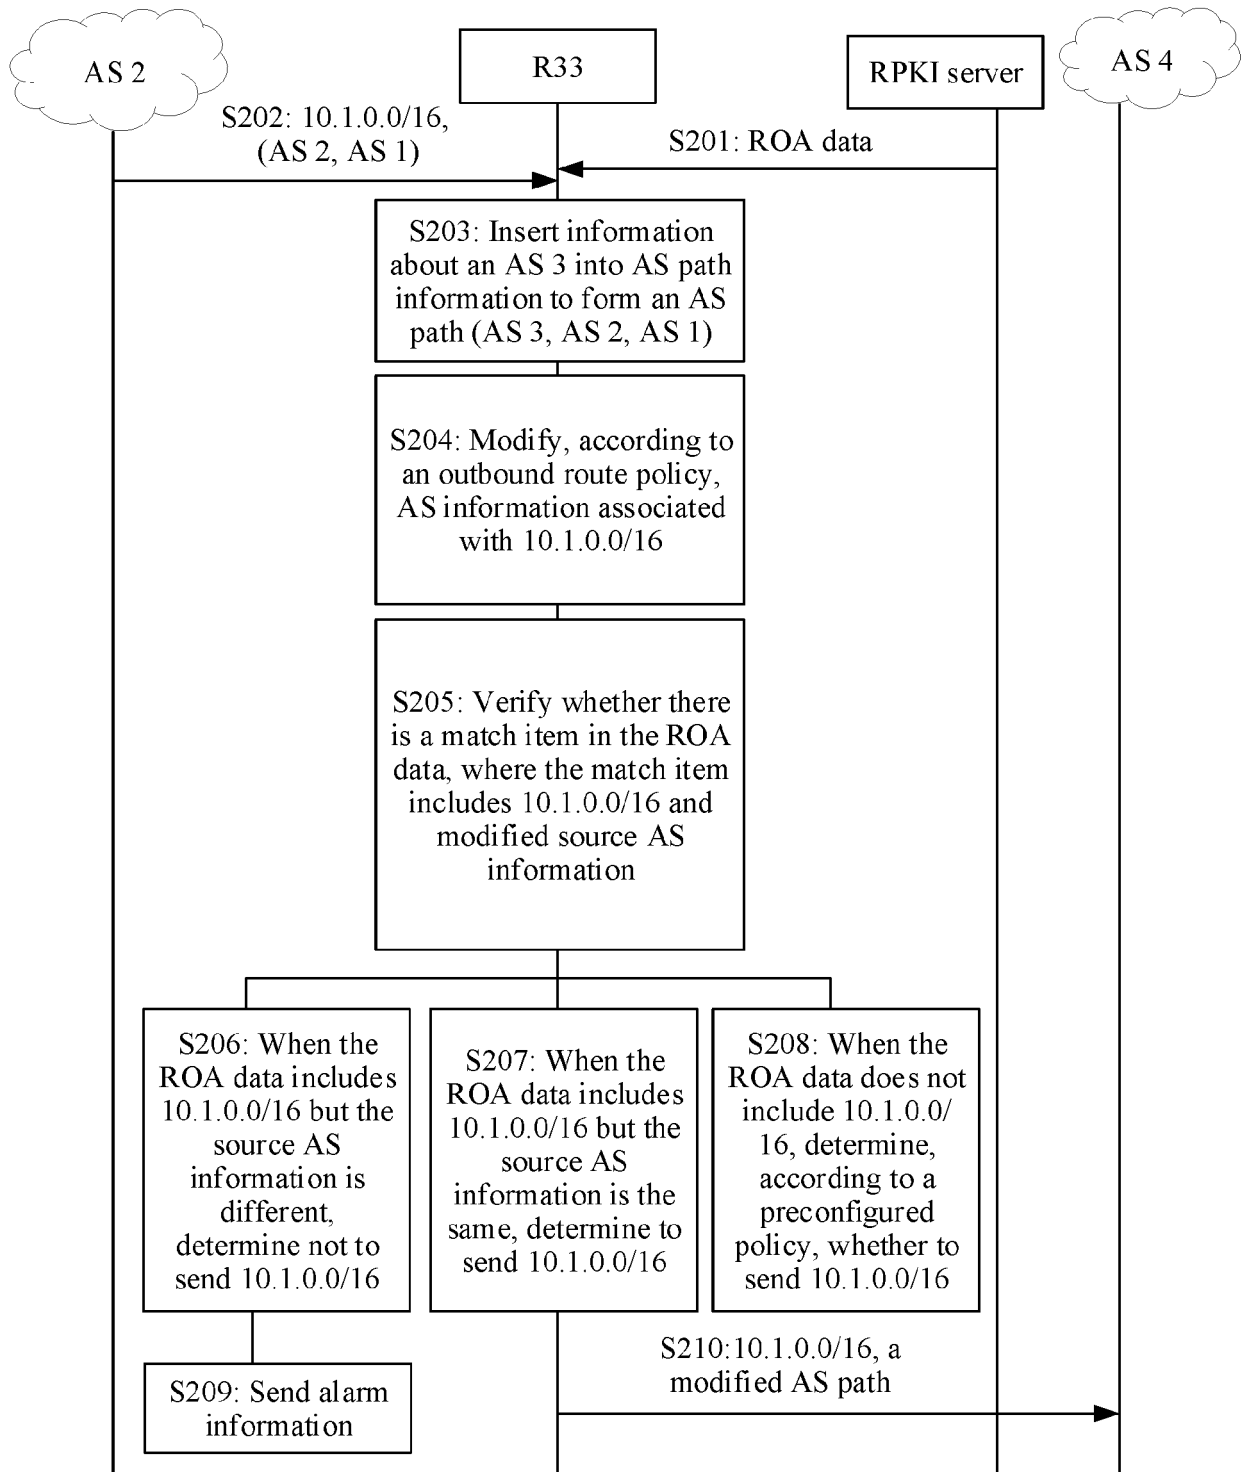 AS 2
R33
RPKI server
AS 4
S202: 10.1.0.0/16,
(AS 2, AS 1)
S201: ROA data
S203: Insert information
about an AS 3 into AS path
information to form an AS
path (AS 3, AS 2, AS 1)
S204: Modify, according to
an outbound route policy,
AS information associated
with 10.1.0.0/16
S205: Verify whether there
is a match item in the ROA
data, where the match item
includes 10.1.0.0/16 and
modified source AS
information
S206: When the
ROA data includes
10.1.0.0/16 but the
source AS
information is
different,
determine not to
send 10.1.0.0/16
S207: When the
ROA data includes
10.1.0.0/16 but the
source AS
information is the
same, determine to
send 10.1.0.0/16
S208: When the
ROA data does not
include 10.1.0.0/
16, determine,
according to a
preconfigured
policy, whether to
send 10.1.0.0/16
S209: Send alarm
information
S210:10.1.0.0/16, a
modified AS path